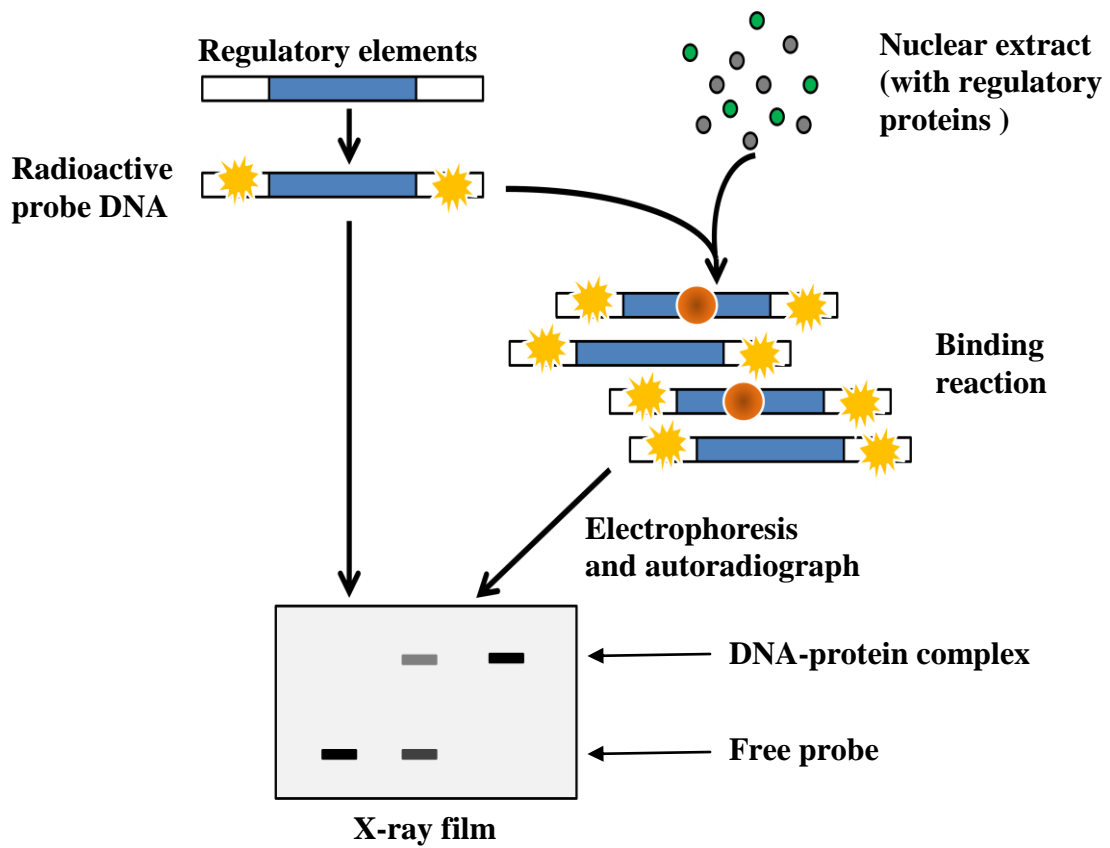 Regulatory elements
Nuclear extract
(with regulatory
proteins )
Radioactive
probe DNA
Binding
reaction
Electrophoresis
and autoradiograph
DNA-protein complex
Free probe
X-ray film